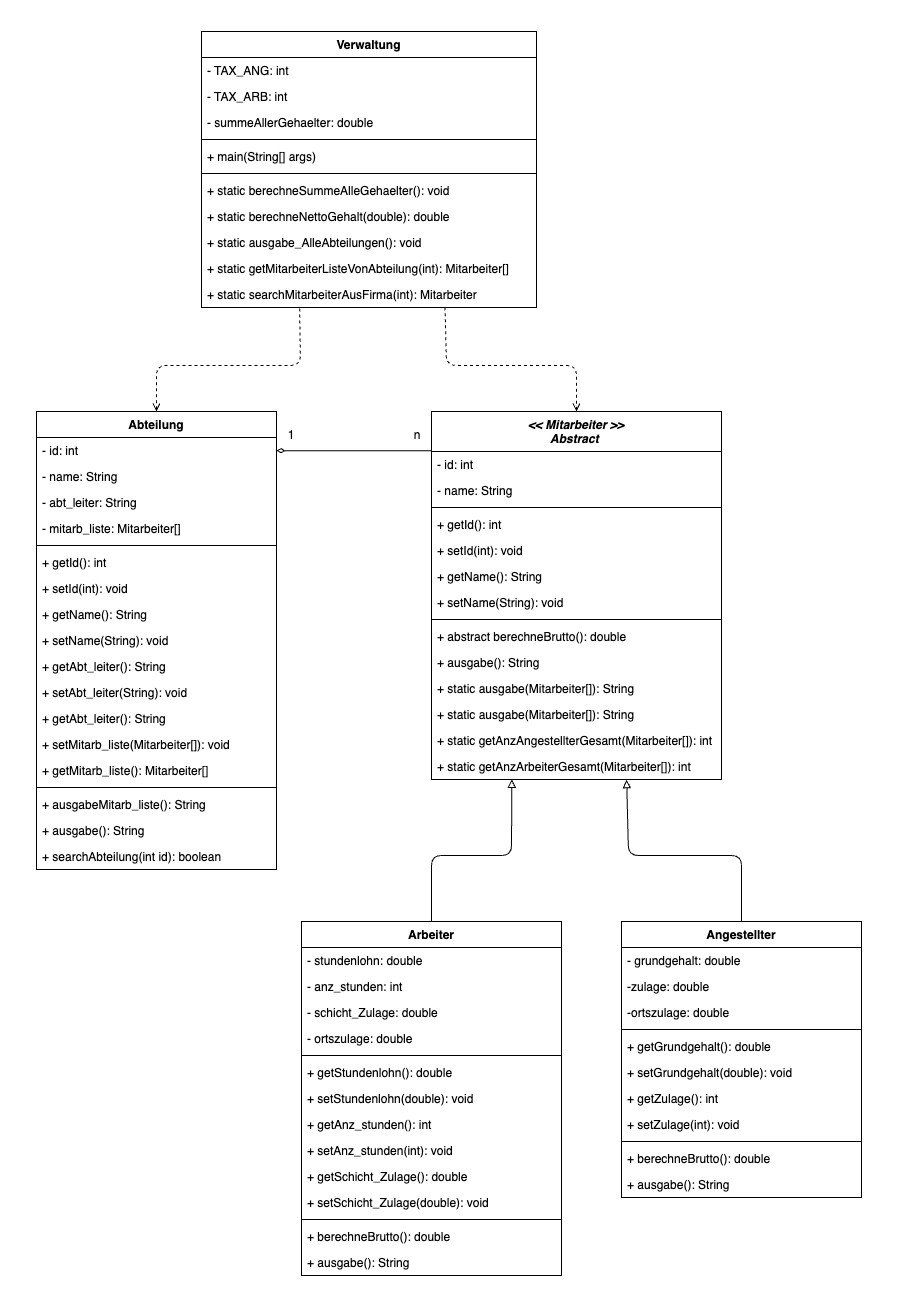 Verwaltung
- TAX_ANG: int
- TAX_ARB: int
- summeAllerGehaelter: double
+ main(String[] args)
+ static berechneSummeAlleGehaelter(): void
+ static berechneNettoGehalt(double): double
+ static ausgabe_AlleAbteilungen(): void
+ static getMitarbeiterListeVonAbteilung(int): Mitarbeiter[]
+ static searchMitarbeiterAusFirma(int): Mitarbeiter
Abteilung
- id: int
- name: String
- abt_leiter: String
- mitarb_liste: Mitarbeiter[]
+ getId(): int
+ setId(int): void
+ getName(): String
+ setName(String): void
+ getAbt_leiter(): String
+ setAbt_leiter(String): void
+ getAbt_leiter(): String
+ setMitarb_liste(Mitarbeiter[]): void
+ getMitarb_liste(): Mitarbeiter[]
+ ausgabeMitarb_liste(): String
+ ausgabe(): String
+ searchAbteilung(int id): boolean
1
n
<< Mitarbeiter >>
Abstract
- id: int
- name: String
+ getId(): int
+ setId(int): void
+ getName(): String
+ setName(String): void
+ abstract berechneBrutto(): double
+ ausgabe(): String
+ static ausgabe(Mitarbeiter[]): String
+ static ausgabe(Mitarbeiter[]): String
+ static getAnzAngestellterGesamt(Mitarbeiter[]): int
+ static getAnzArbeiterGesamt(Mitarbeiter[]): int
Arbeiter
- stundenlohn: double
- anz_stunden: int
- schicht_Zulage: double
- ortszulage: double
+ getStundenlohn(): double
+ setStundenlohn(double): void
+ getAnz_stunden(): int
+ setAnz_stunden(int): void
+ getSchicht_Zulage(): double
+ setSchicht_Zulage(double): void
+ berechneBrutto(): double
+ ausgabe(): String
Angestellter
- grundgehalt: double
-zulage: double
-ortszulage: double
+ getGrundgehalt(): double
+ setGrundgehalt(double): void
+ getZulage(): int
+ setZulage(int): void
+ berechneBrutto(): double
+ ausgabe(): String